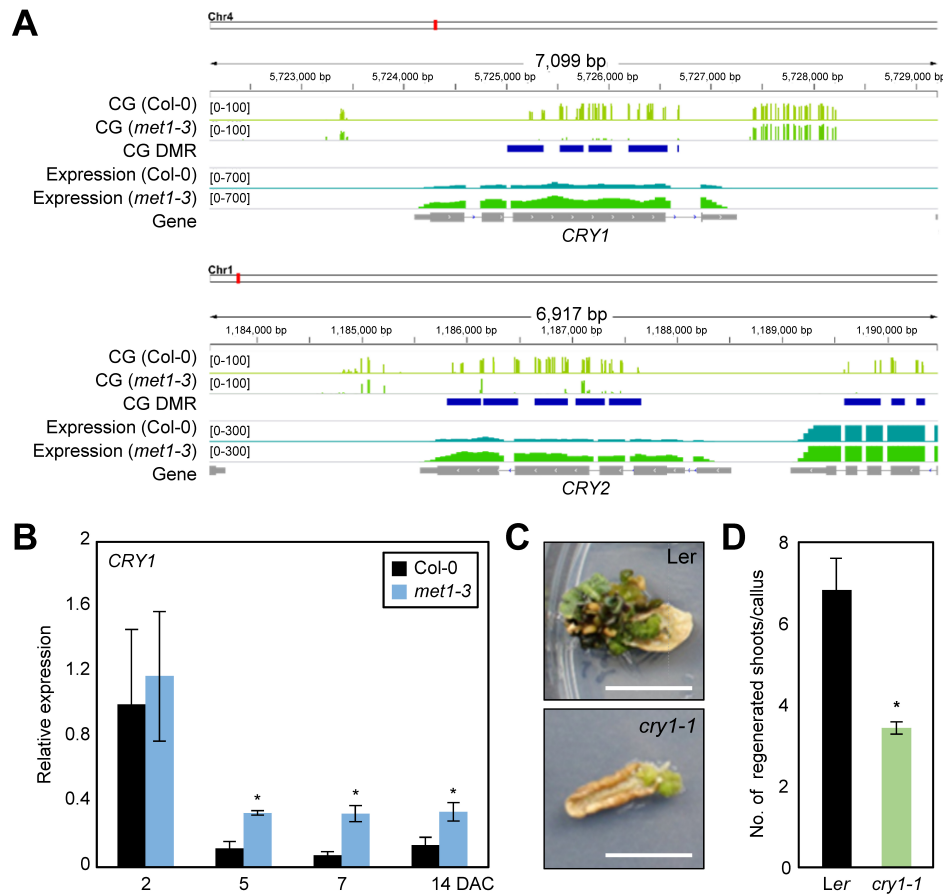 A
Chr4
7,099 bp
5,723,000 bp 5,724,000 bp 5,725,000 bp 5,726,000 bp 5,727,000 bp 5,728,000 bp 5,729,000 bp
CG (Col-0) [0-100]
CG (met1-3) [0-100]
CG DMR
Expression (Col-0) [0-700]
Expression (met1-3) [0-700]
Gene
CRY1
Chr1
6,917 bp
1,184,000 bp 1,185,000 bp 1,186,000 bp 1,187,000 bp 1,188,000 bp 1,189,000 bp 1,190,000 bp
CG (Col-0) [0-100]
CG (met1-3) [0-100]
CG DMR
Expression (Col-0) [0-300]
Expression (met1-3) [0-300]
Gene
CRY2
B
CRY1
Col-0
met1-3
Relative expression
2
1.6
1.2
0.8
0.4
0
2 5 7 14 DAC
* * *
C
Ler
cry1-1
D
No. of regenerated shoots/callus
8
6
4
2
0
*
Ler cry1-1